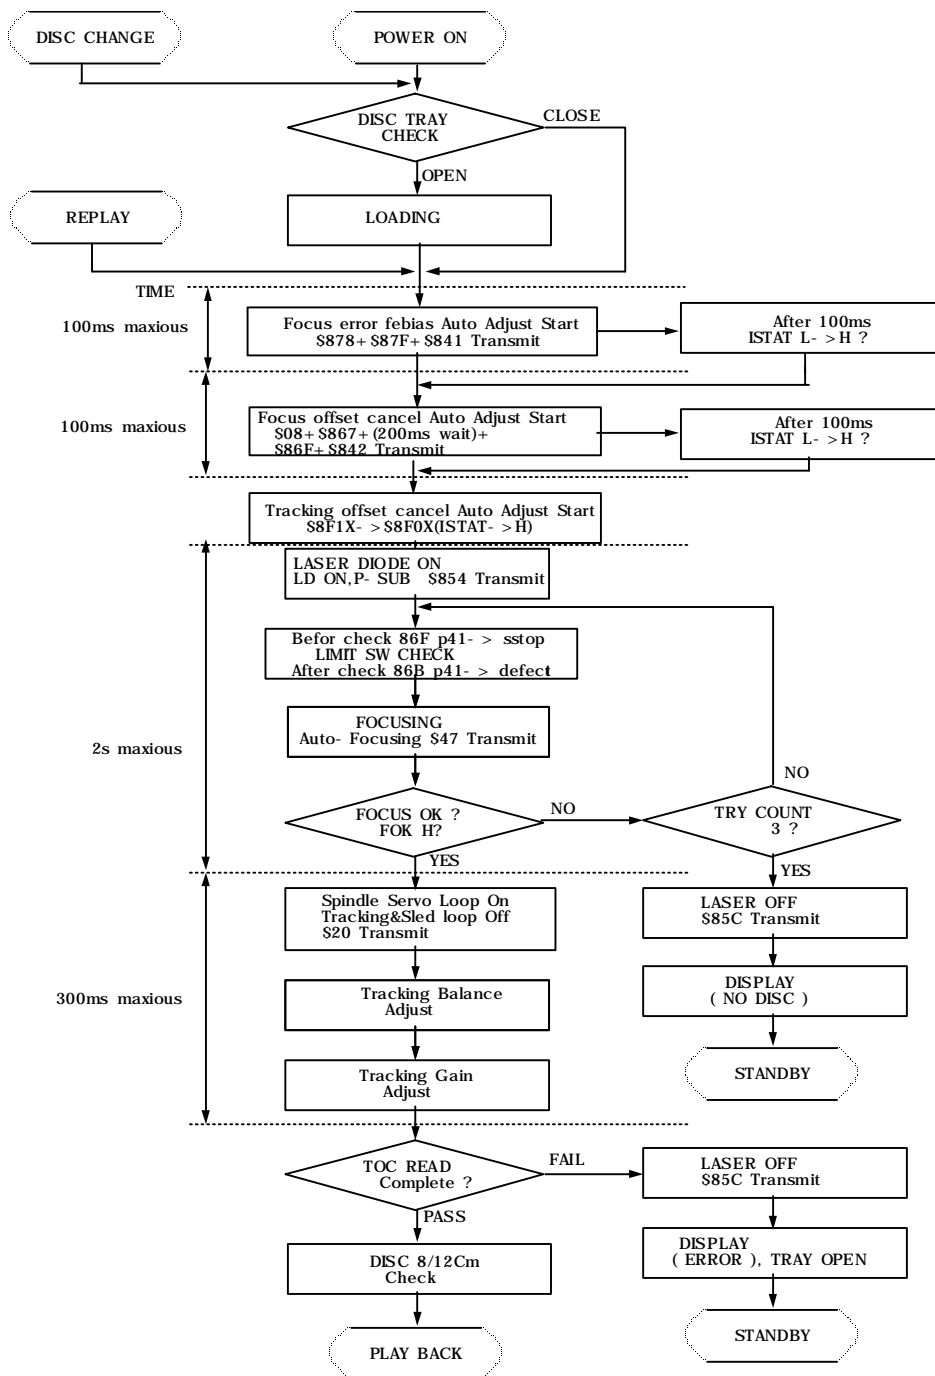 DISC CHANGE
POWER ON
DISC TRAY
CHECK
CLOSE
OPEN
REPLAY
LOADING
TIME
100ms maxious
Focus error febias Auto Adjust Start
$878+ $87F+ $841 Transmit
After 100ms
ISTAT L- >H ?
100ms maxious
Focus offset cancel Auto Adjust Start
$08+ $867+ (200ms wait)+
$86F+ $842 Transmit
After 100ms
ISTAT L- >H ?
Tracking offset cancel Auto Adjust Start
$8F1X- >$8F0X(ISTAT- >H)
LASER DIODE ON
LD ON,P- SUB $854 Transmit
Befor check 86F p41- > sstop
LIMIT SW CHECK
After check 86B p41- > defect
2s maxious
FOCUSING
Auto- Focusing $47 Transmit
FOCUS OK ?
FOK H?
NO
TRY COUNT
3 ?
NO
YES
YES
Spindle Servo Loop On
Tracking&Sled loop Off
$20 Transmit
LASER OFF
$85C Transmit
300ms maxious
Tracking Balance
Adjust
DISPLAY
( NO DISC )
Tracking Gain
Adjust
STANDBY
TOC READ
Complete ?
FAIL
LASER OFF
$85C Transmit
PASS
DISC 8/12Cm
Check
DISPLAY
( ERROR ), TRAY OPEN
PLAY BACK
STANDBY